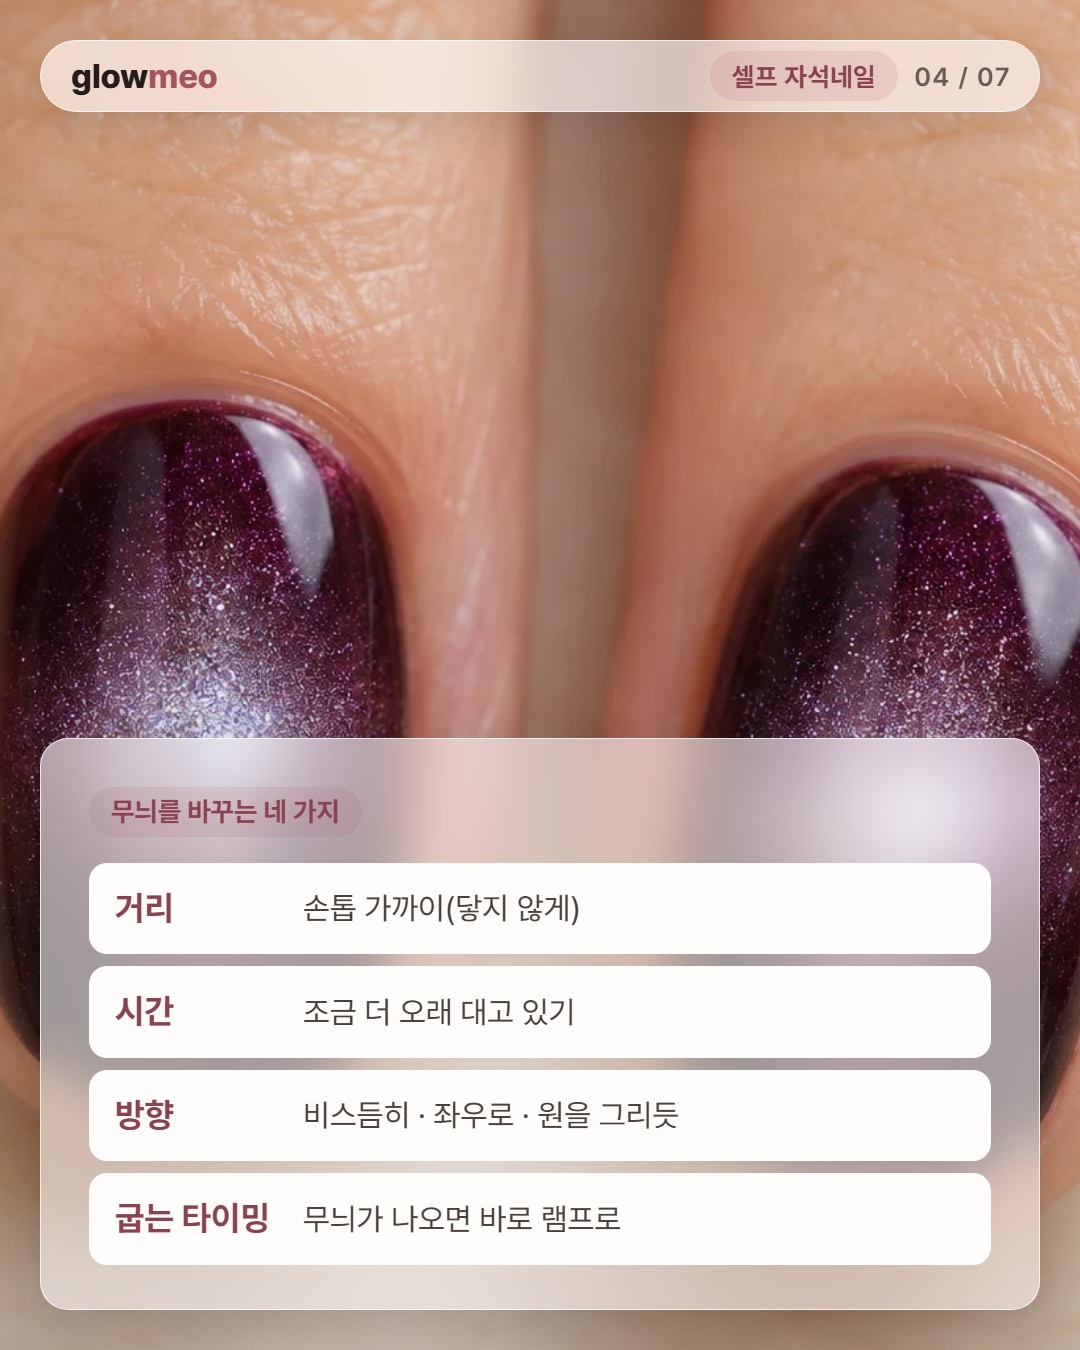 glowmeo
셀프 자석네일 04 / 07
무늬를 바꾸는 네 가지
거리 손톱 가까이(닿지 않게)
시간 조금 더 오래 대고 있기
방향 비스듬히 · 좌우로 · 원을 그리듯
굽는 타이밍 무늬가 나오면 바로 램프로